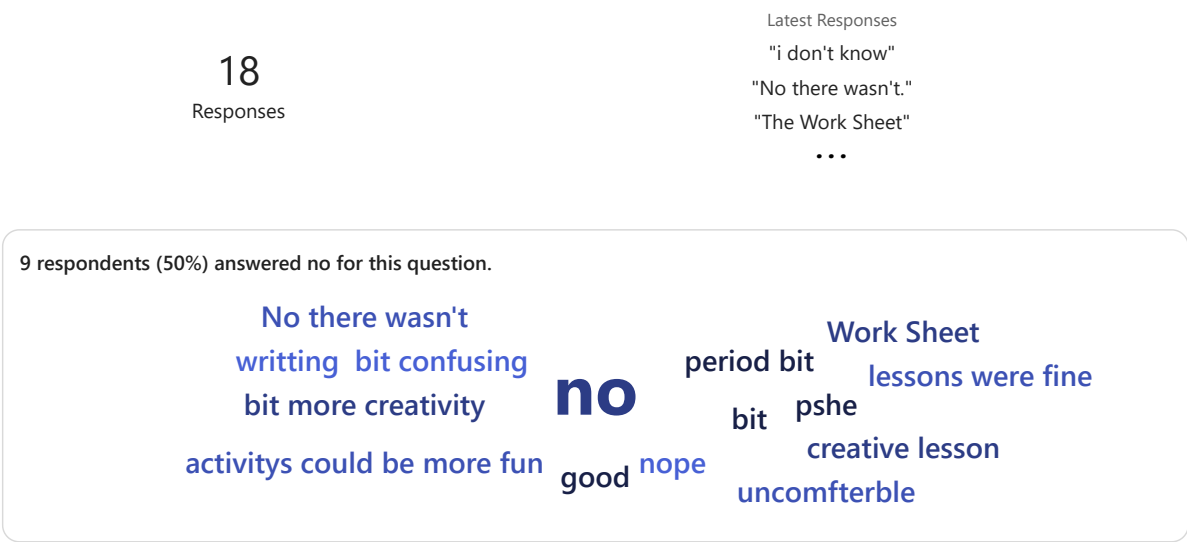 18
Responses
Latest Responses
"i don't know"
"No there wasn't."
"The Work Sheet"
...
9 respondents (50%) answered no for this question.
No there wasn't
writting
bit confusing
bit more creativity
activitys could be more fun
no
good
nope
period bit
bit
pshe
Work Sheet
lessons were fine
creative lesson
uncomfterble